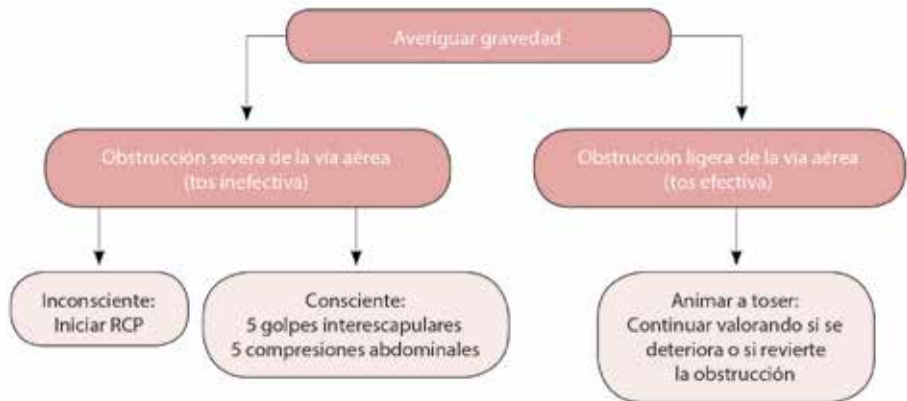 Averiguar gravedad
Obstrucción severa de la vía aérea
(tos inefectiva)
Obstrucción ligera de la vía aérea
(tos efectiva)
Inconsciente:
Iniciar RCP
Consciente:
5 golpes interescapulares
5 compresiones abdominales
Animar a toser:
Continuar valorando si se
deteriora o si revierte
la obstrucción